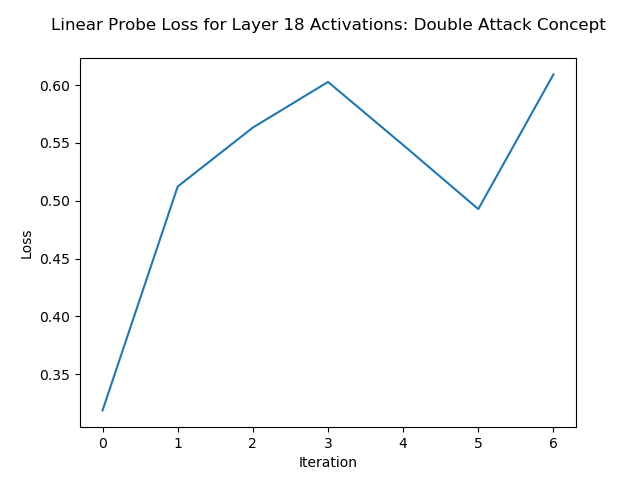 Linear Probe Loss for Layer 18 Activations: Double Attack Concept
0.60
0.55
0.50
0.45
0.40
0.35
Loss
0 1 2 3 4 5 6
Iteration